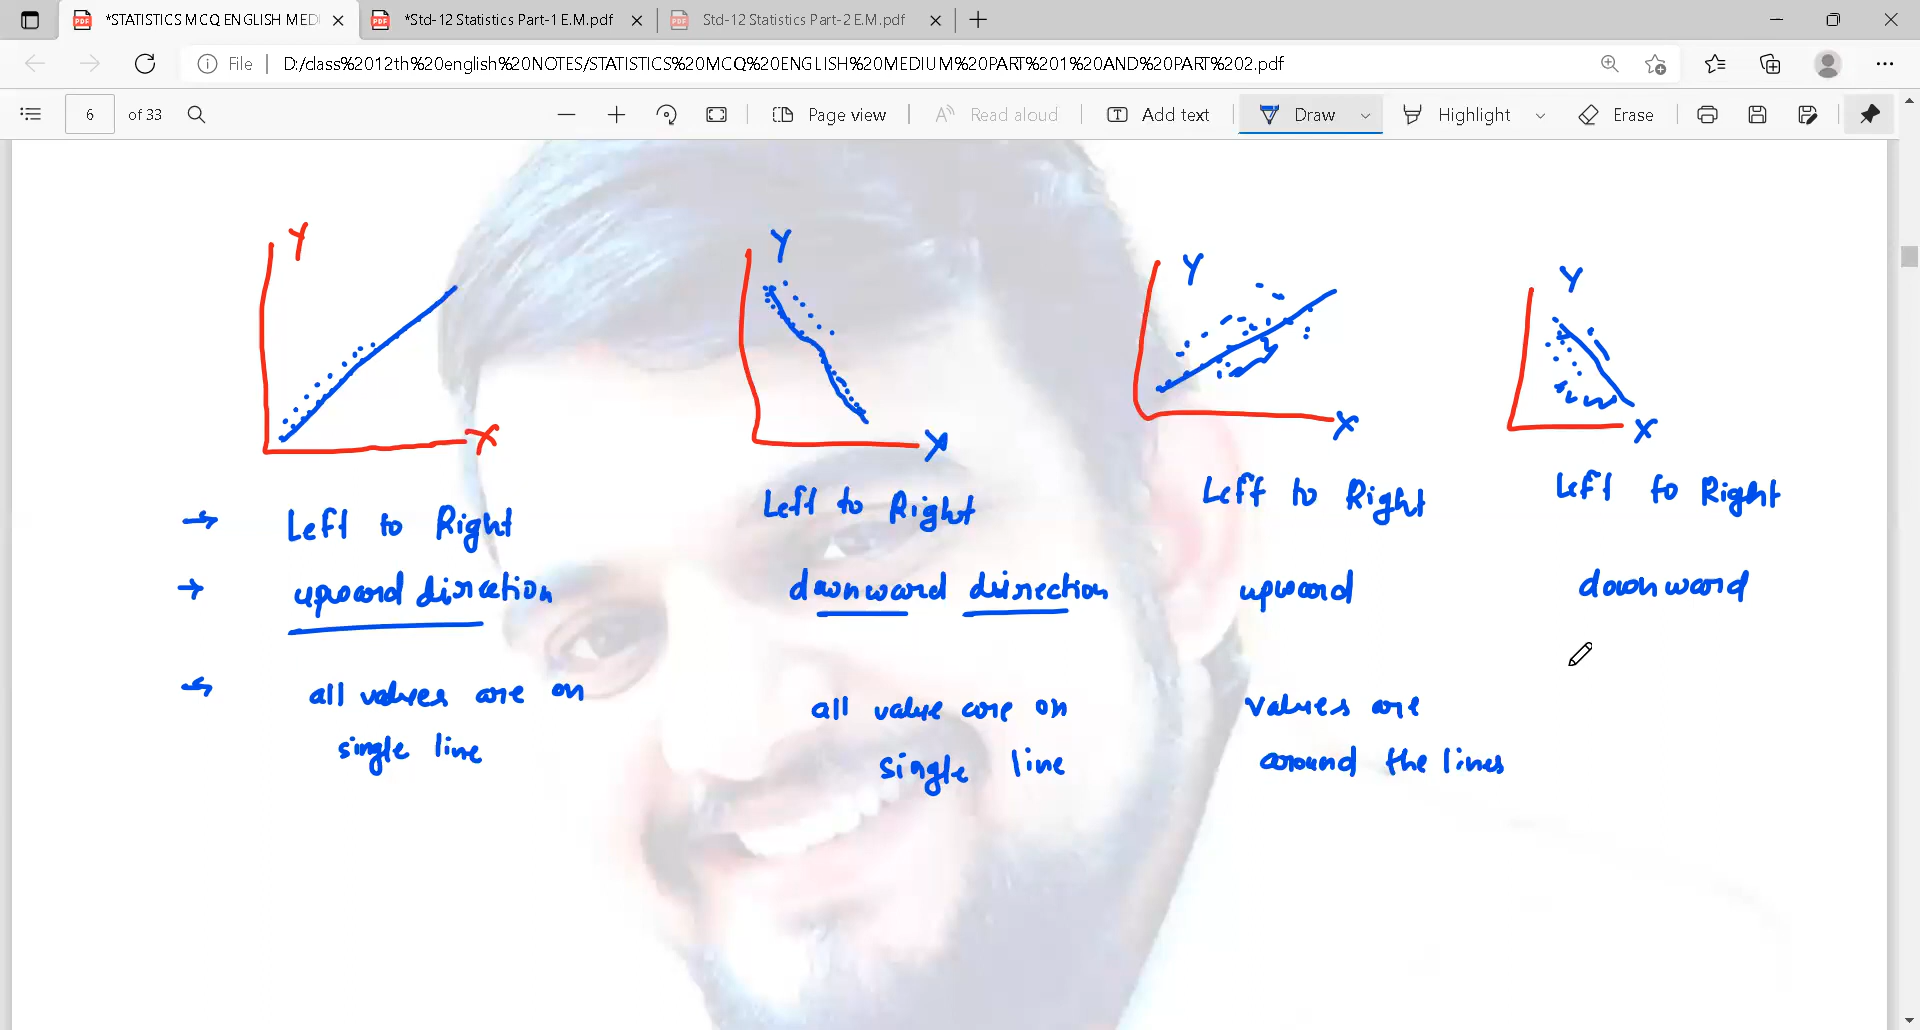 *STATISTICS MCQ ENGLISH MEDI
*Std-12 Statistics Part-1 E.M.pdf
Std-12 Statistics Part-2 E.M.pdf
File
D:/class%2012th%20english%20NOTES/STATISTICS%20MCQ%20ENGLISH%20MEDIUM%20PART%201%20AND%20PART%202.pdf
6 of 33
Page view
Read aloud
Add text
Draw
Highlight
Erase
Y
X
Y
X
Y
X
Y
X
→ Left to Right
Left to Right
Left to Right
Left to Right
→ upward direction
downward direction
upward
downward
→ all values are on
single line
all value are on
single line
values are
around the lines